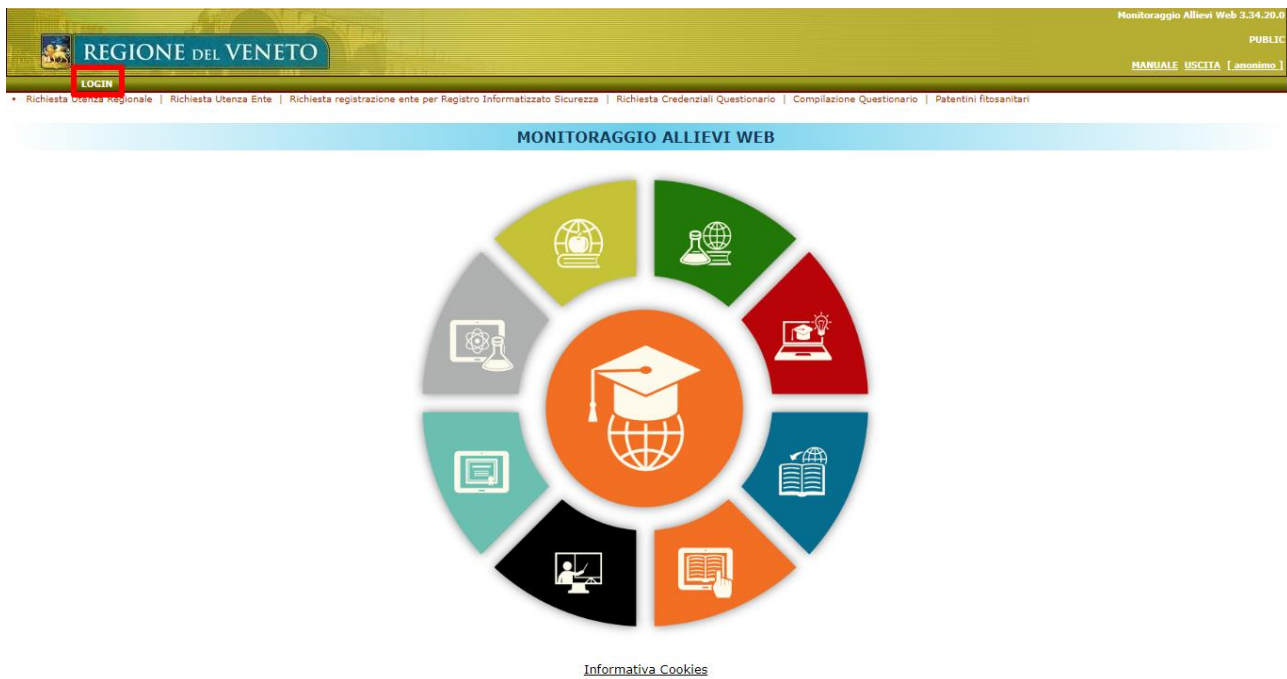 Monitoraggio Allievi Web 3.34.20.0
PUBLIC
REGIONE DEL VENETO
MANUALE USCITA [ anonimo ]
LOGIN
• Richiesta Utenza Regionale | Richiesta Utenza Ente | Richiesta registrazione ente per Registro Informatizzato Sicurezza | Richiesta Credenziali Questionario | Compilazione Questionario | Patentini fitosanitari
MONITORAGGIO ALLIEVI WEB
Informativa Cookies